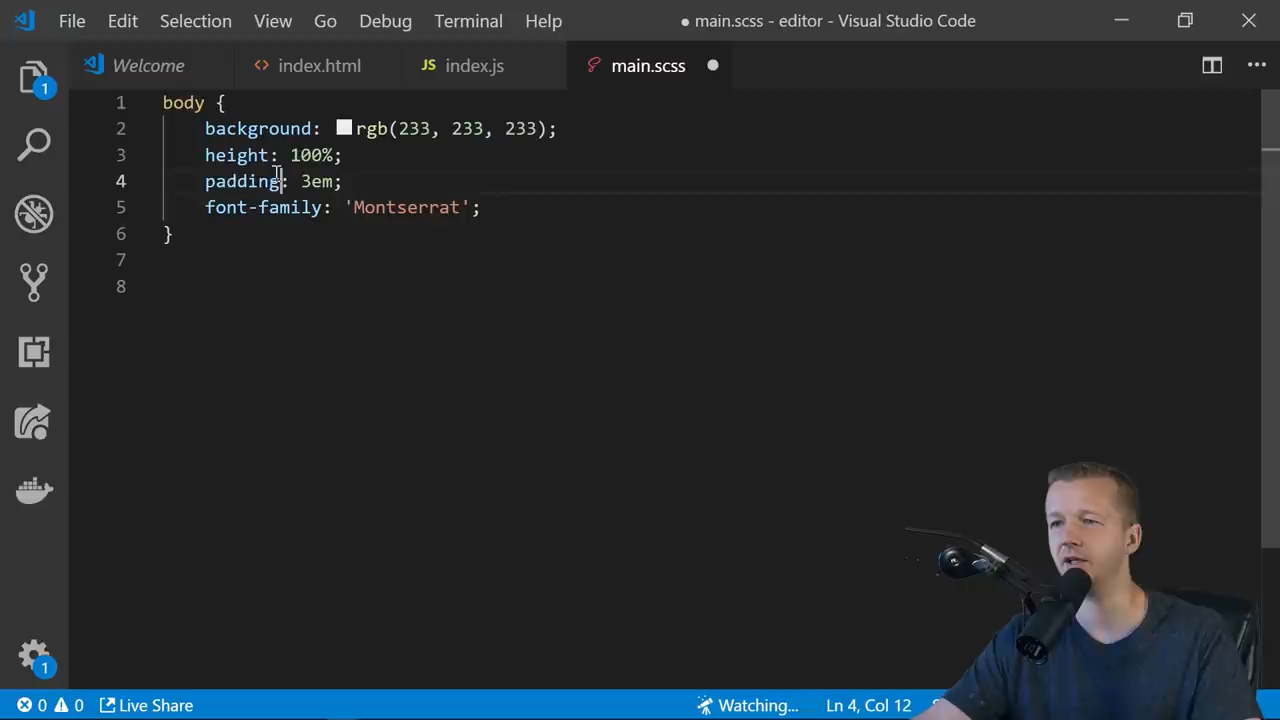 File Edit Selection View Go Debug Terminal Help ● main.scss - editor - Visual Studio Code
Welcome <> index.html JS index.js main.scss ●
1 body {
2 background: rgb(233, 233, 233);
3 height: 100%;
4 padding: 3em;
5 font-family: 'Montserrat';
6 }
7
8
1
1
0 0 Live Share Watching... Ln 4, Col 12